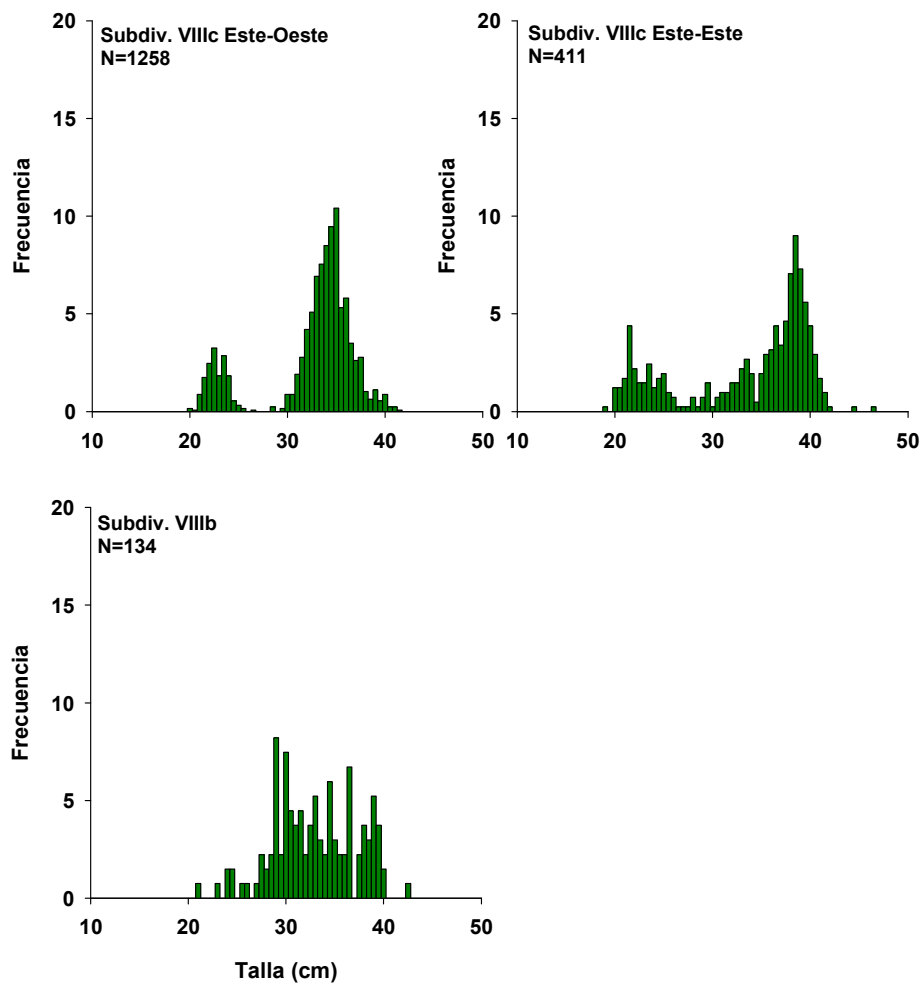 Subdiv. VIIIc Este-Oeste
N=1258
Frecuencia
20
15
10
5
0
10 20 30 40 50
Subdiv. VIIIc Este-Este
N=411
Frecuencia
20
15
10
5
0
10 20 30 40 50
Subdiv. VIIIb
N=134
Frecuencia
20
15
10
5
0
10 20 30 40 50
Talla (cm)